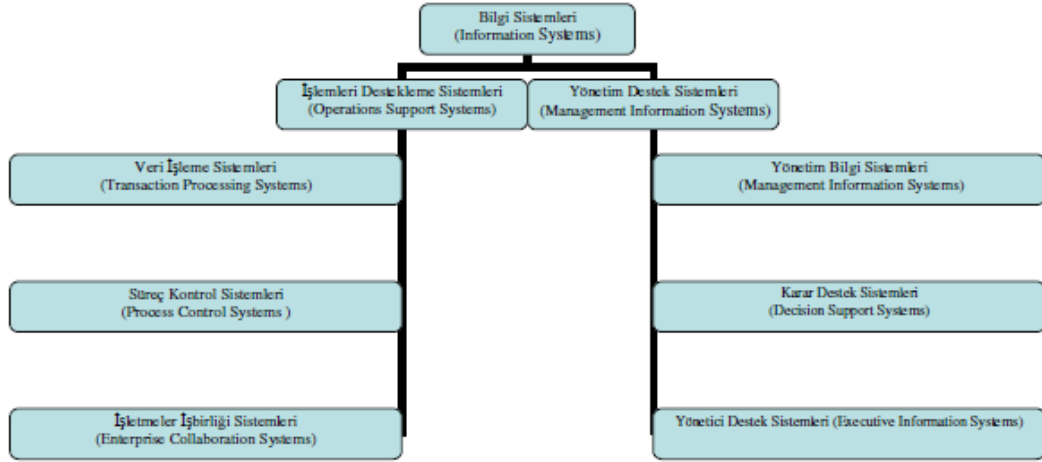 Bilgi Sistemleri
(Information Systems)
İşlemleri Destekleme Sistemleri
(Operations Support Systems)
Yönetim Destek Sistemleri
(Management Information Systems)
Veri İşleme Sistemleri
(Transaction Processing Systems)
Yönetim Bilgi Sistemleri
(Management Information Systems)
Süreç Kontrol Sistemleri
(Process Control Systems )
Karar Destek Sistemleri
(Decision Support Systems)
İşletmeler İşbirliği Sistemleri
(Enterprise Collaboration Systems)
Yönetici Destek Sistemleri (Executive Information Systems)